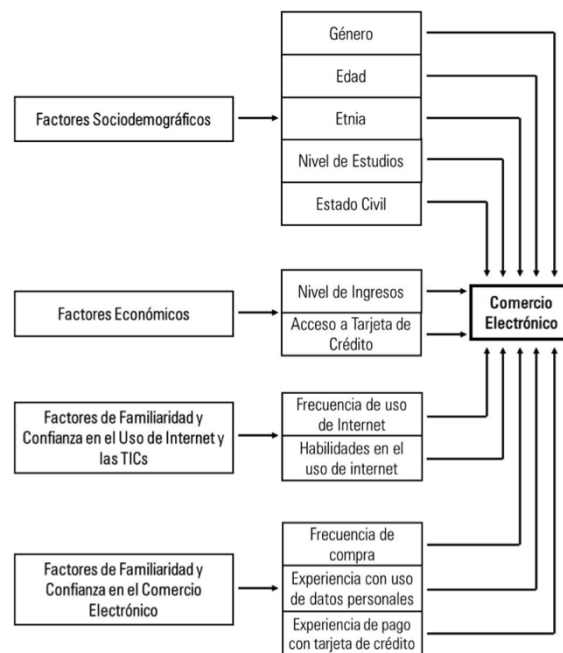 Género
Edad
Factores Sociodemográficos
Etnia
Nivel de Estudios
Estado Civil
Nivel de Ingresos
Factores Económicos
Acceso a Tarjeta de
Crédito
Comercio
Electrónico
Factores de Familiaridad y
Confianza en el Uso de Internet y
las TICs
Frecuencia de uso
de Internet
Habilidades en el
uso de internet
Factores de Familiaridad y
Confianza en el Comercio
Electrónico
Frecuencia de
compra
Experiencia con uso
de datos personales
Experiencia de pago
con tarjeta de crédito